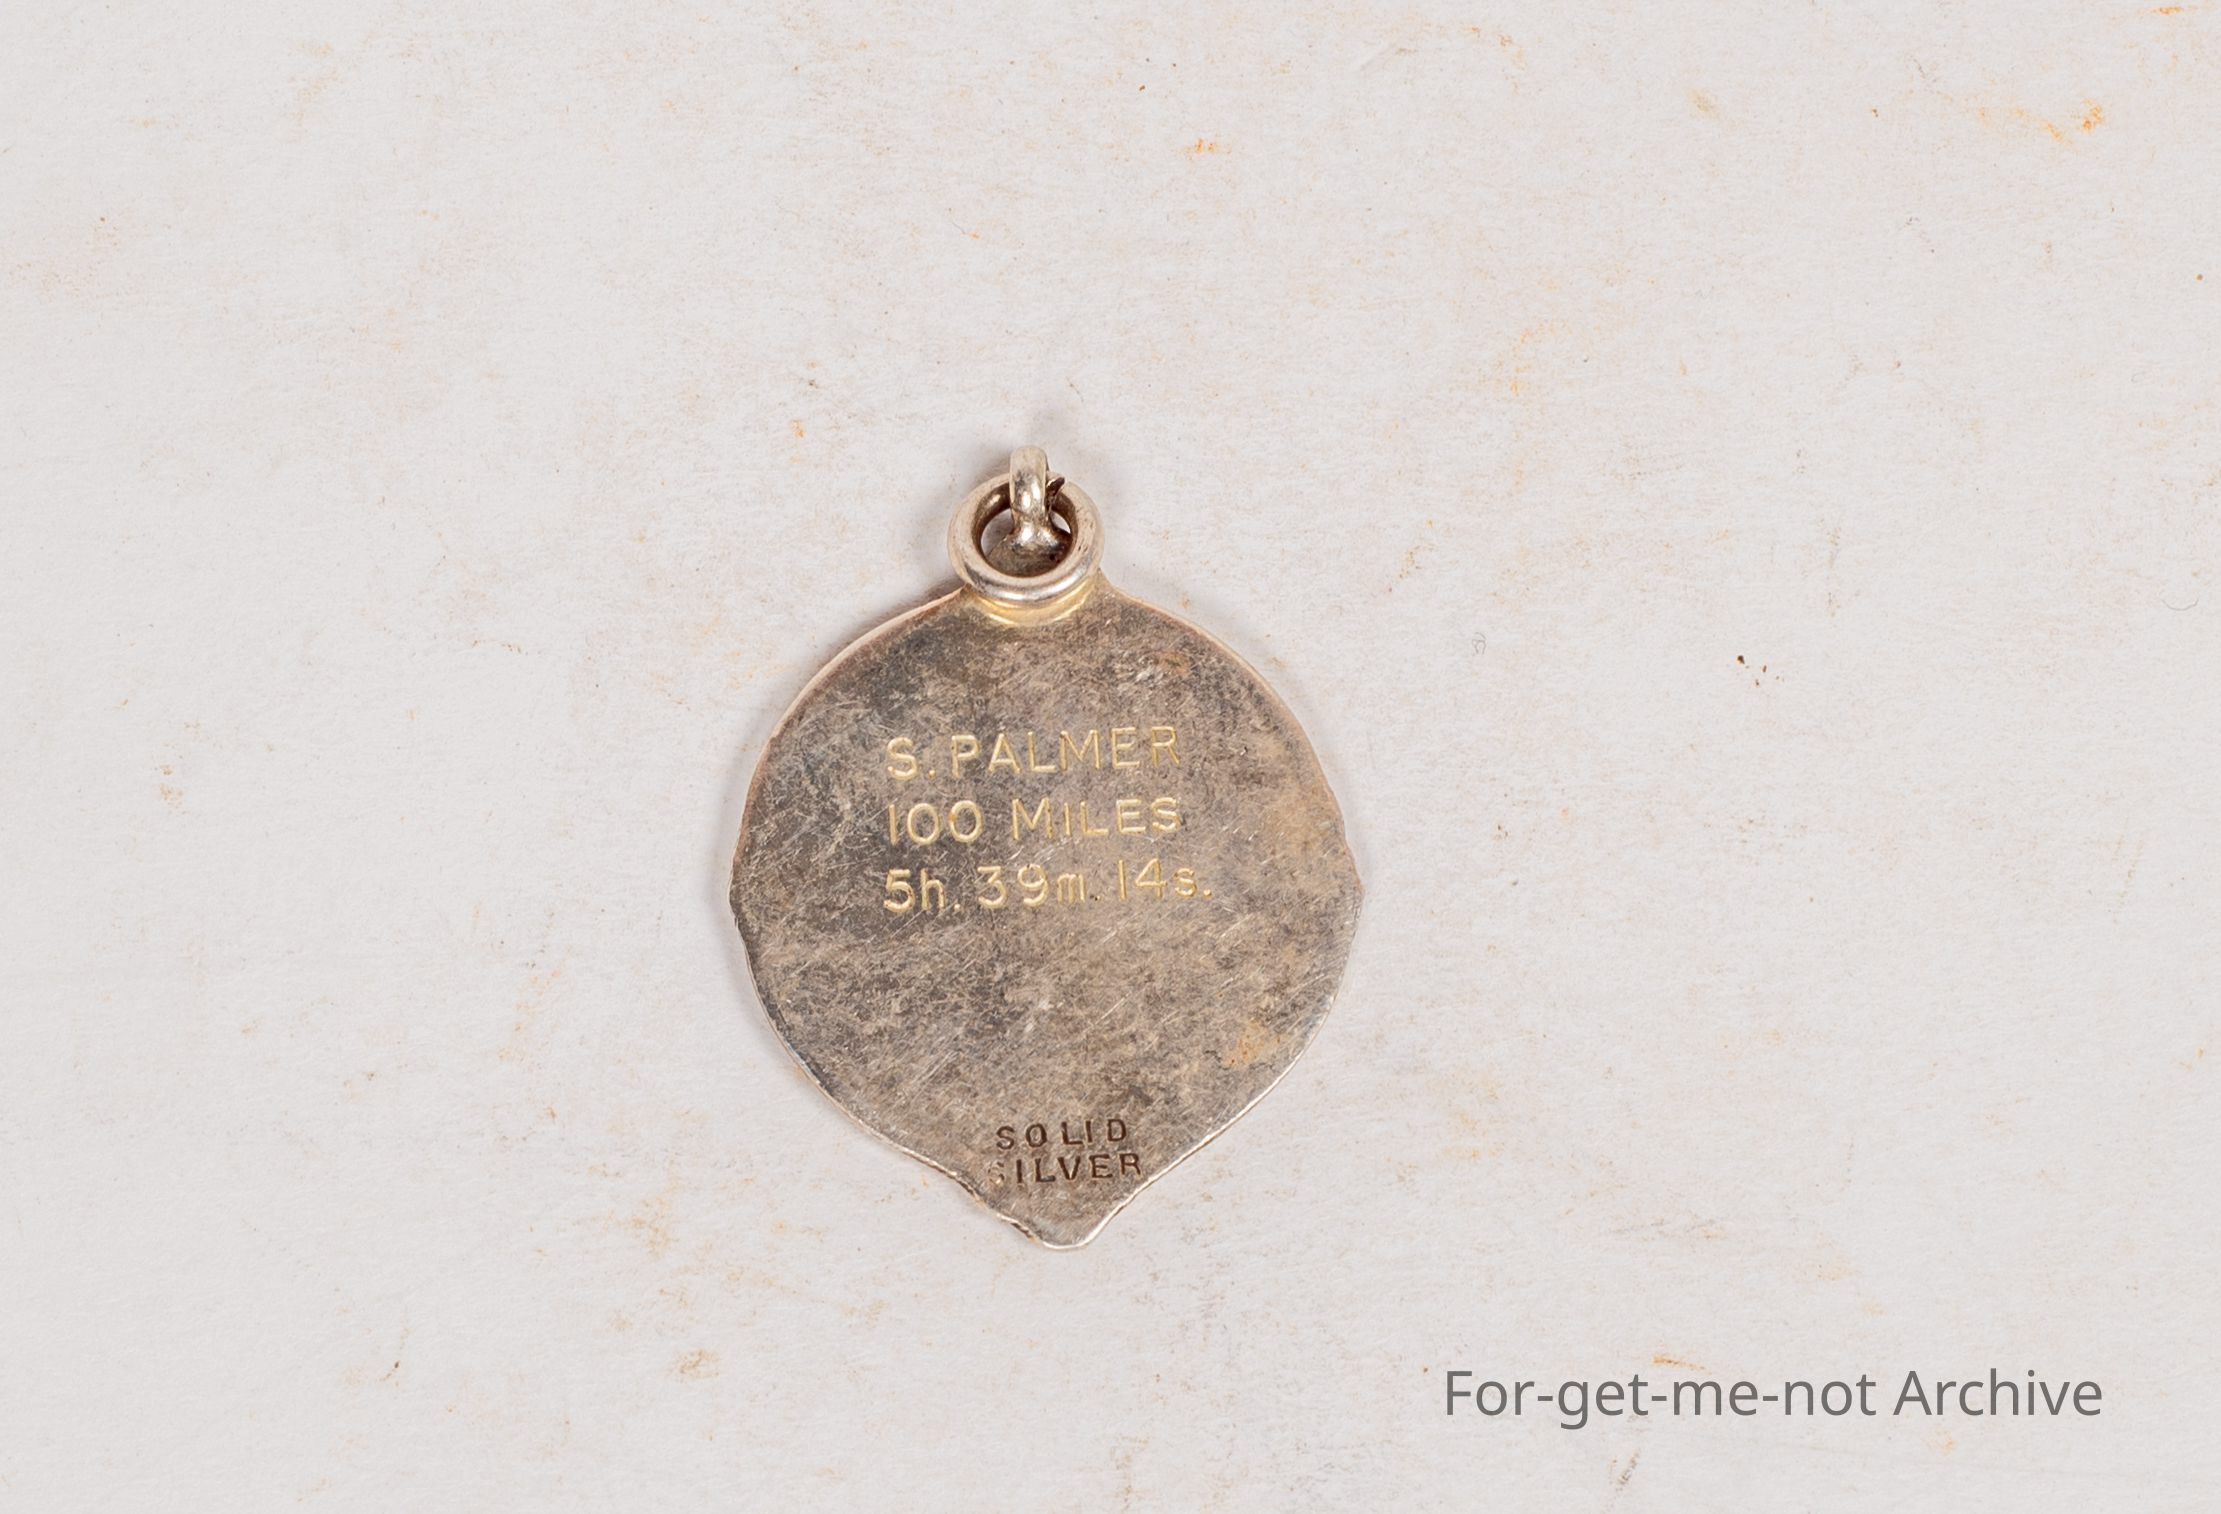 S. PALMER
100 MILES
5h. 39m. 14s.
SOLID
SILVER
For-get-me-not Archive